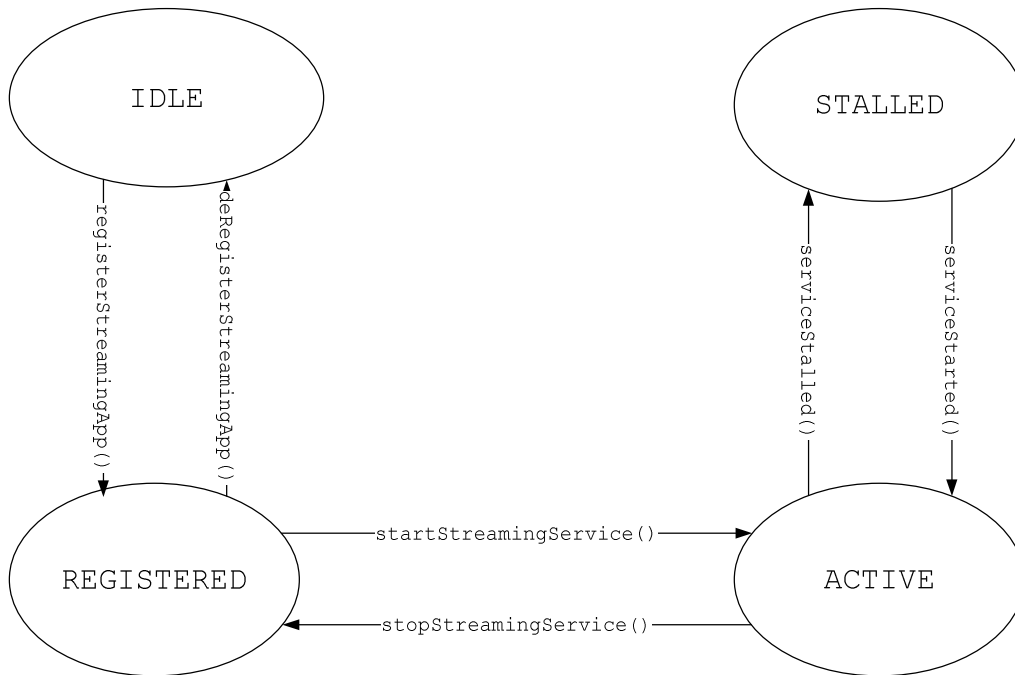 IDLE
STALLED
registerStreamingApp()
deRegisterStreamingApp()
serviceStalled()
serviceStarted()
startStreamingService()
REGISTERED
ACTIVE
stopStreamingService()